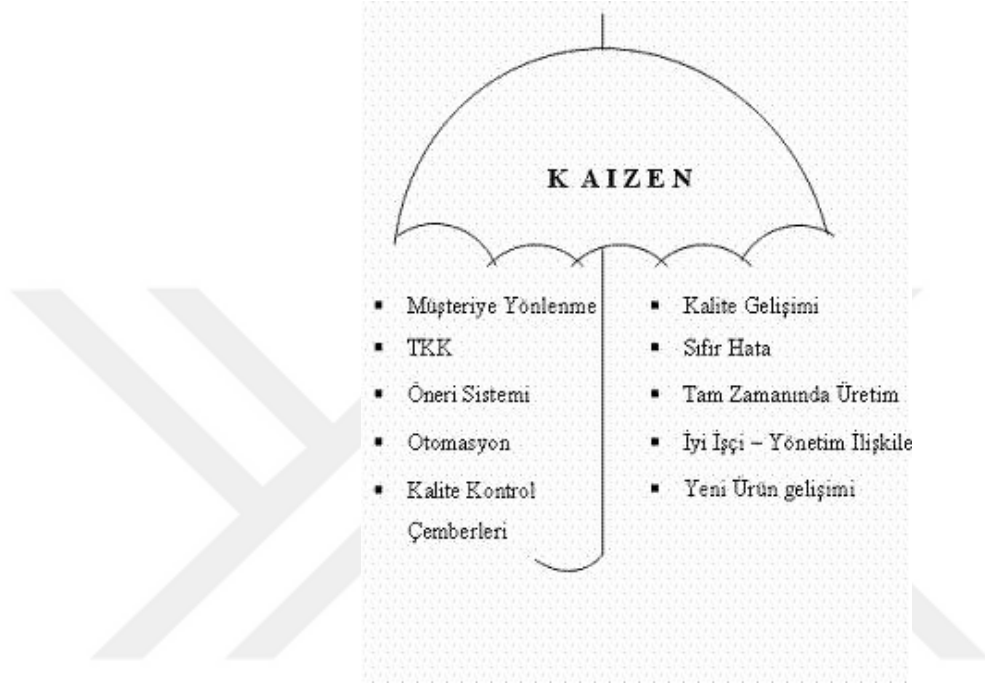 K AIZEN
Müşteriye Yönlenme
TKK
Öneri Sistemi
Otomasyon
Kalite Kontrol
Çemberleri
Kalite Gelişimi
Sıfır Hata
Tam Zamanında Üretim
İyi İşçi – Yönetim İlişkile
Yeni Ürün gelişimi